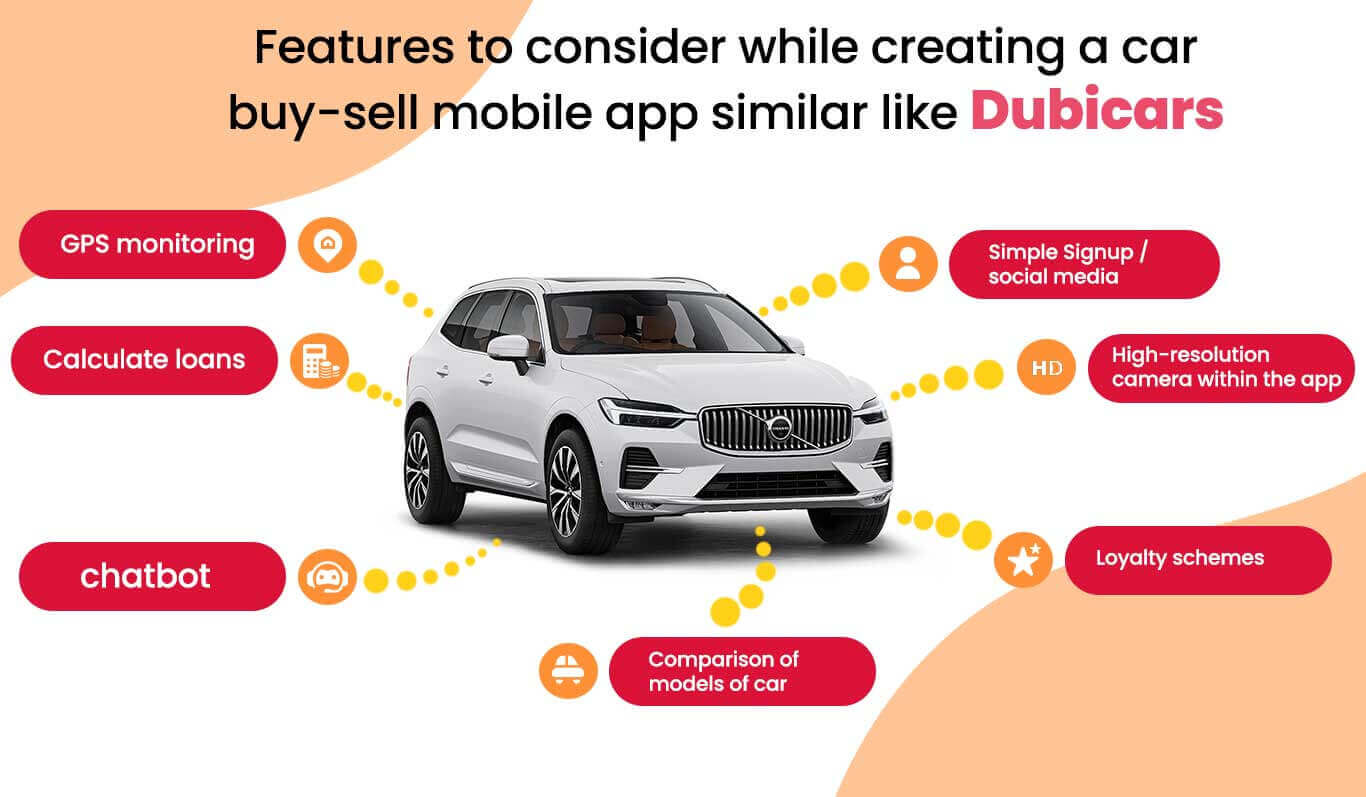 Features to consider while creating a car
buy-sell mobile app similar like Dubicars
GPS monitoring
Simple Signup /
social media
Calculate loans
HD
High-resolution
camera within the app
chatbot
Loyalty schemes
Comparison of
models of car